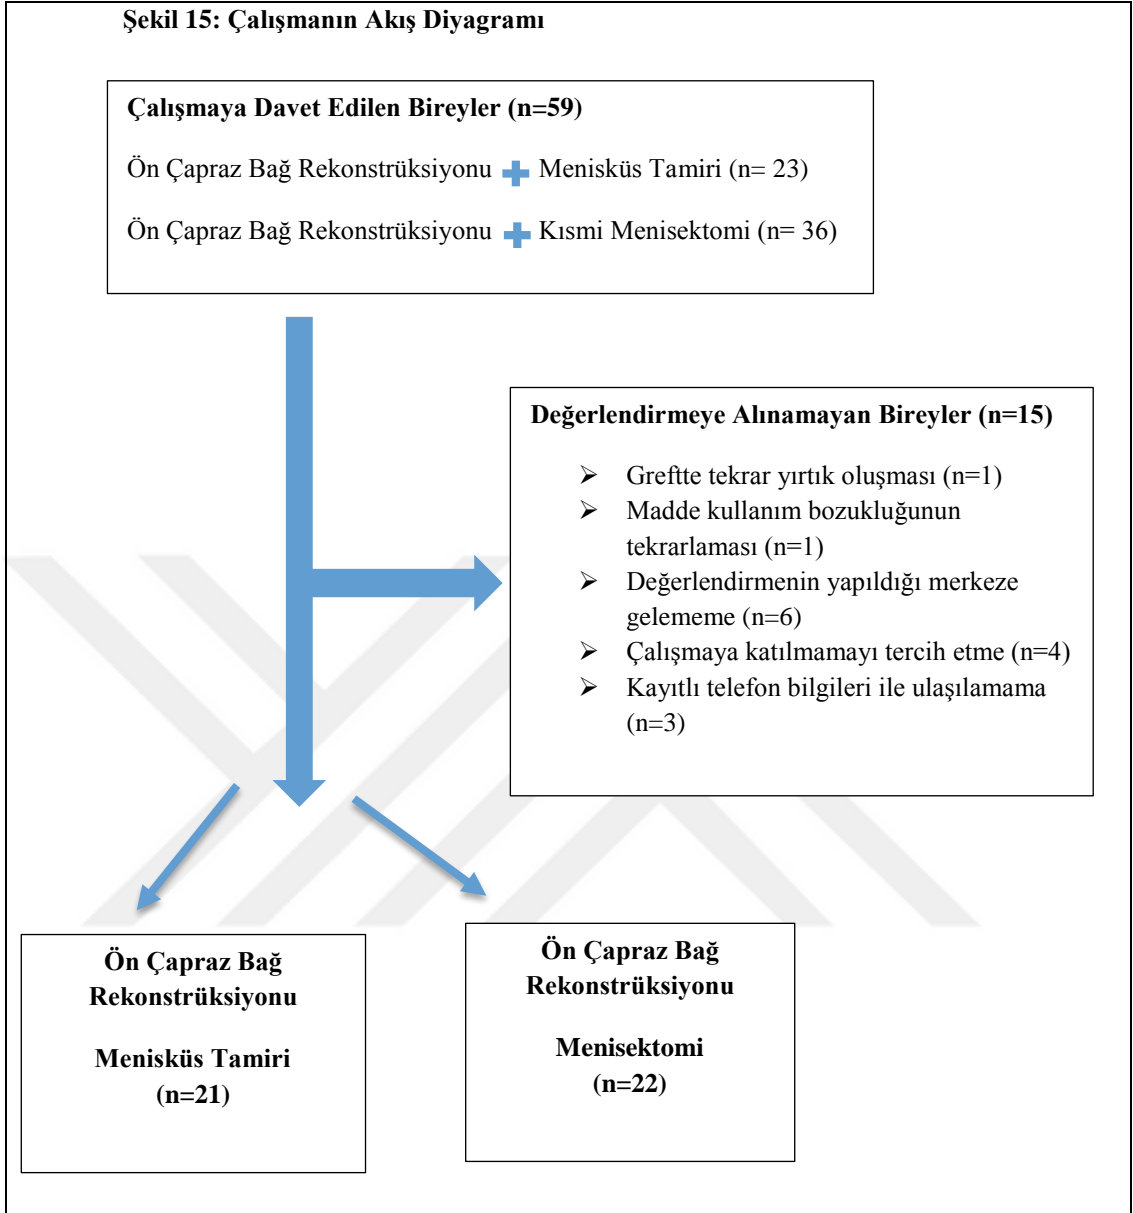 Şekil 15: Çalışmanın Akış Diyagramı
Çalışmaya Davet Edilen Bireyler (n=59)
Ön Çapraz Bağ Rekonstrüksiyonu + Menisküs Tamiri (n= 23)
Ön Çapraz Bağ Rekonstrüksiyonu + Kısmi Menisektomi (n= 36)
Değerlendirmeye Alınamayan Bireyler (n=15)
➢ Greftte tekrar yırtık oluşması (n=1)
➢ Madde kullanım bozukluğunun
tekrarlaması (n=1)
➢ Değerlendirmenin yapıldığı merkeze
gelememe (n=6)
➢ Çalışmaya katılmamayı tercih etme (n=4)
➢ Kayıtlı telefon bilgileri ile ulaşılamama
(n=3)
Ön Çapraz Bağ
Rekonstrüksiyonu
Menisküs Tamiri
(n=21)
Ön Çapraz Bağ
Rekonstrüksiyonu
Menisektomi
(n=22)